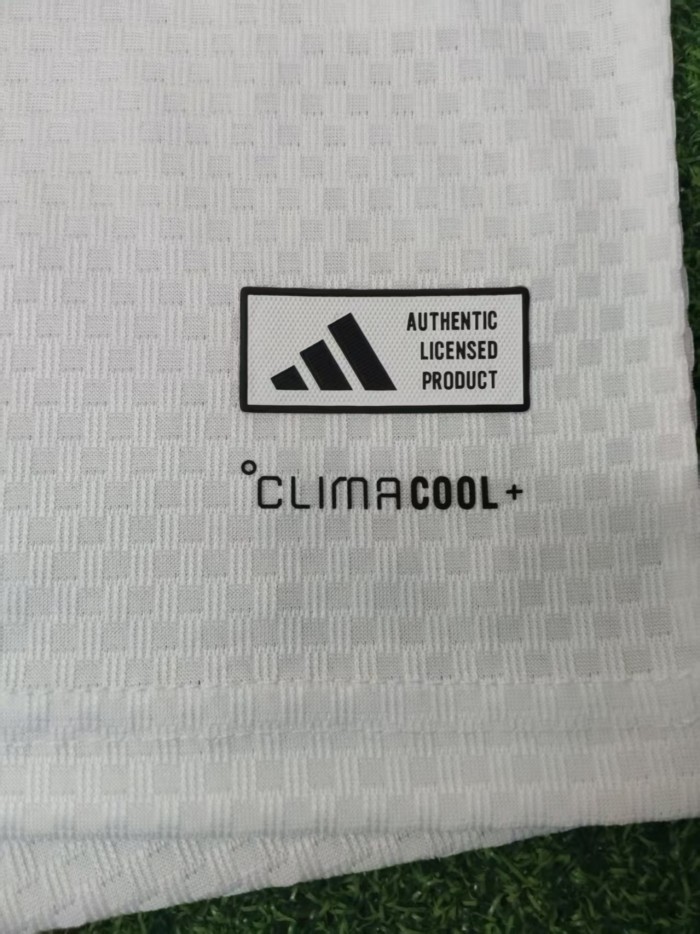 AUTHENTIC
LICENSED
PRODUCT
°CLIMACOOL+